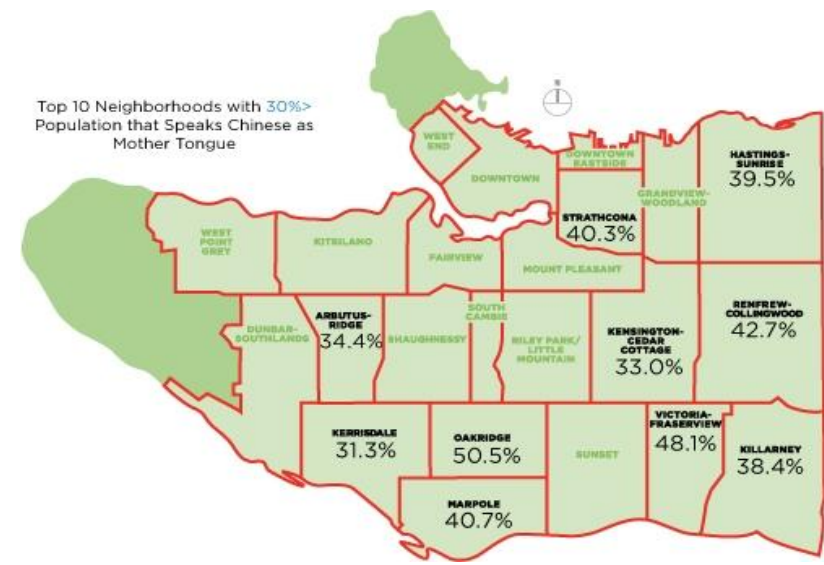 Top 10 Neighborhoods with 30%>
Population that Speaks Chinese as
Mother Tongue
WEST
END
DOWNTOWN
DOWNTOWN
EASTSIDE
HASTINGS-
SUNRISE
39.5%
GRANDVIEW-
WOODLAND
STRATHCONA
40.3%
WEST
POINT
GREY
KITSILANO
FAIRVIEW
MOUNT PLEASANT
DUNBAR-
SOUTHLANDS
ARBUTUS-
RIDGE
34.4%
SHAUGHNESSY
SOUTH
CAMBIE
RILEY PARK/
LITTLE
MOUNTAIN
KENSINGTON-
CEDAR
COTTAGE
33.0%
RENFREW-
COLLINGWOOD
42.7%
KERRISDALE
31.3%
OAKRIDGE
50.5%
SUNSET
VICTORIA-
FRASERVIEW
48.1%
KILLARNEY
38.4%
MARPOLE
40.7%